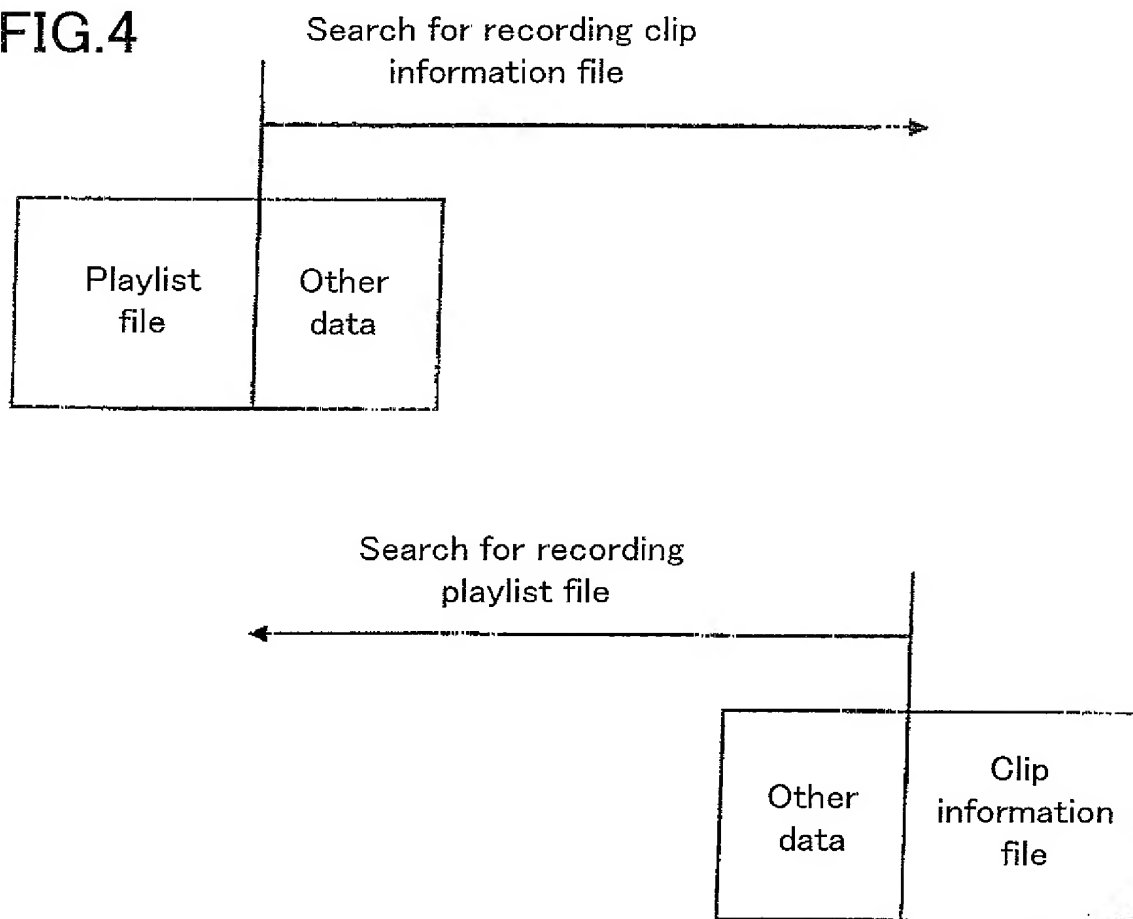 FIG.4
Search for recording clip
information file
Playlist
file
Other
data
Search for recording
playlist file
Other
data
Clip
information
file